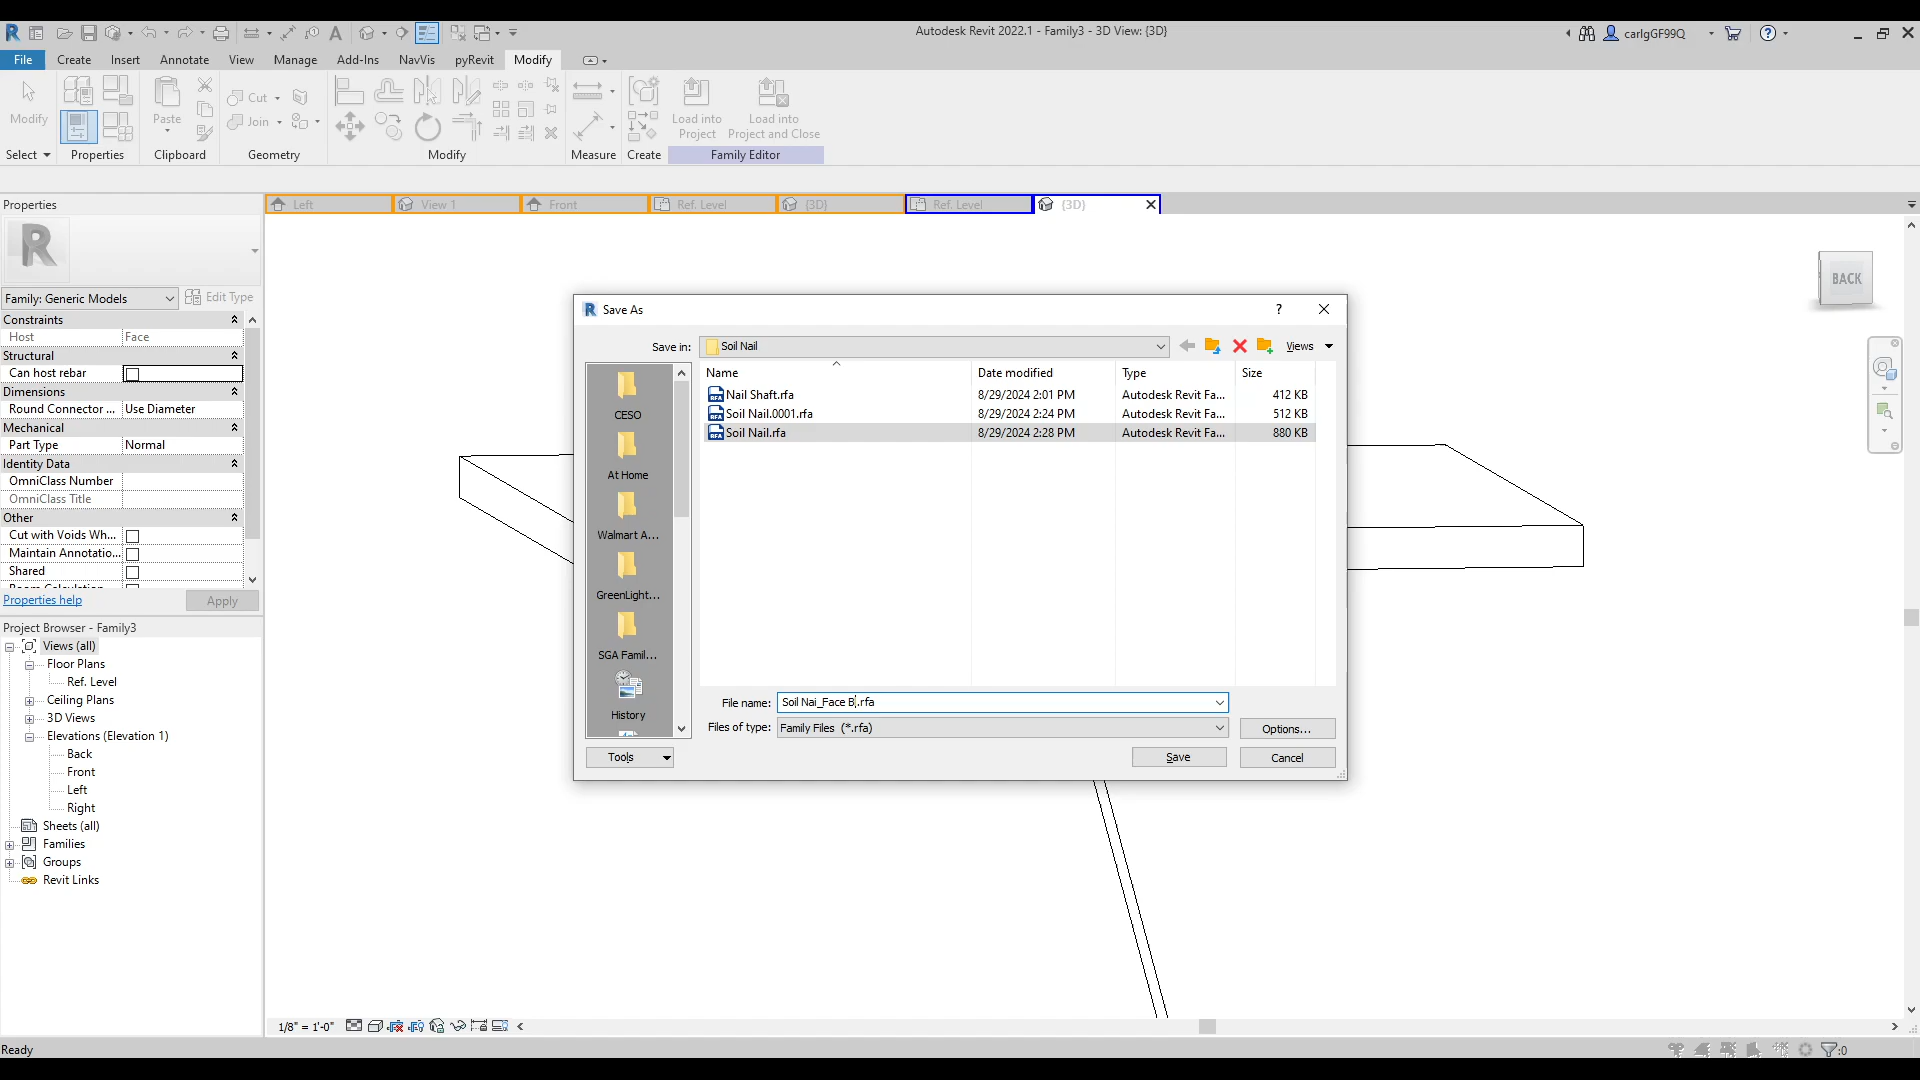 Autodesk Revit 2022.1 - Family3 - 3D View: {3D}
carlgGF99Q
File Create Insert Annotate View Manage Add-Ins NavVis pyRevit Modify
Modify
Paste
Cut
Join
Load into Project
Load into Project and Close
Select Properties Clipboard Geometry Modify Measure Create Family Editor
Properties
Left
View 1
Front
Ref. Level
{3D}
Ref. Level
{3D}
Family: Generic Models
Edit Type
Constraints
Host Face
Structural
Can host rebar
Dimensions
Round Connector ... Use Diameter
Mechanical
Part Type Normal
Identity Data
OmniClass Number
OmniClass Title
Other
Cut with Voids Wh...
Maintain Annotatio...
Shared
Properties help
Apply
Project Browser - Family3
Views (all)
Floor Plans
Ref. Level
Ceiling Plans
3D Views
Elevations (Elevation 1)
Back
Front
Left
Right
Sheets (all)
Families
Groups
Revit Links
BACK
Save As
?
Save in: Soil Nail
Views
Name Date modified Type Size
Nail Shaft.rfa 8/29/2024 2:01 PM Autodesk Revit Fa... 412 KB
Soil Nail.0001.rfa 8/29/2024 2:24 PM Autodesk Revit Fa... 512 KB
Soil Nail.rfa 8/29/2024 2:28 PM Autodesk Revit Fa... 880 KB
CESO
At Home
Walmart A...
GreenLight...
SGA Famil...
History
File name: Soil Nai_Face B.rfa
Files of type: Family Files (*.rfa)
Options...
Tools
Save
Cancel
1/8" = 1'-0"
Ready
:0